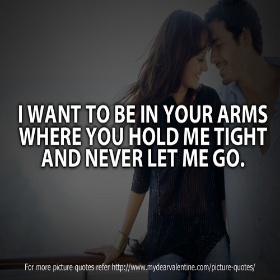 I WANT TO BE IN YOUR ARMS
WHERE YOU HOLD ME TIGHT
AND NEVER LET ME GO.
For more picture quotes refer http://www.mydearvalentine.com/picture-quotes/